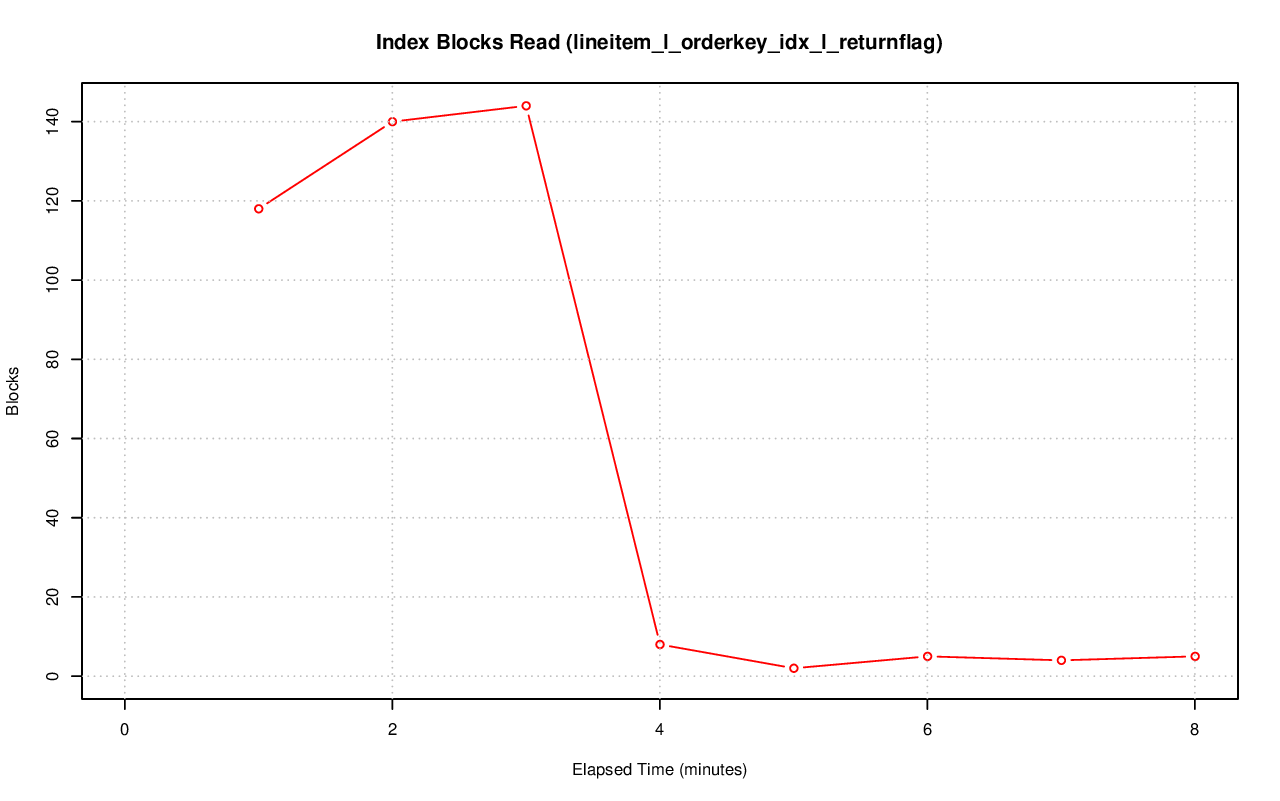 Index Blocks Read (lineitem_l_orderkey_idx_l_returnflag)
Blocks
140
120
100
80
60
40
20
0
0 2 4 6 8
Elapsed Time (minutes)